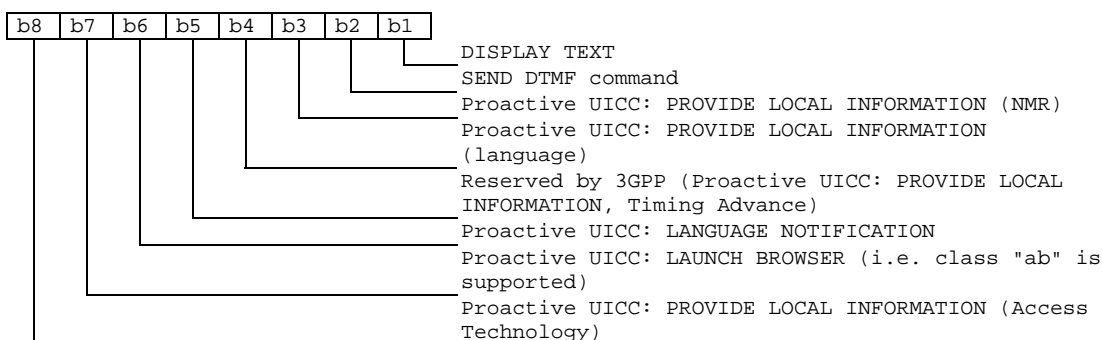 b8 b7 b6 b5 b4 b3 b2 b1
DISPLAY TEXT
SEND DTMF command
Proactive UICC: PROVIDE LOCAL INFORMATION (NMR)
Proactive UICC: PROVIDE LOCAL INFORMATION
(language)
Reserved by 3GPP (Proactive UICC: PROVIDE LOCAL
INFORMATION, Timing Advance)
Proactive UICC: LANGUAGE NOTIFICATION
Proactive UICC: LAUNCH BROWSER (i.e. class "ab" is
supported)
Proactive UICC: PROVIDE LOCAL INFORMATION (Access
Technology)